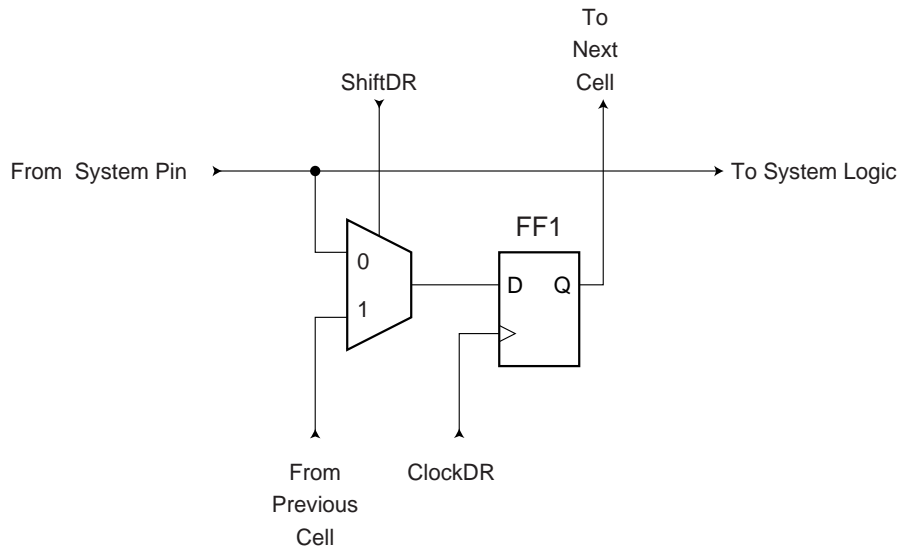 To
Next
Cell
ShiftDR
From System Pin
To System Logic
FF1
0
D Q
1
From
Previous
Cell
ClockDR